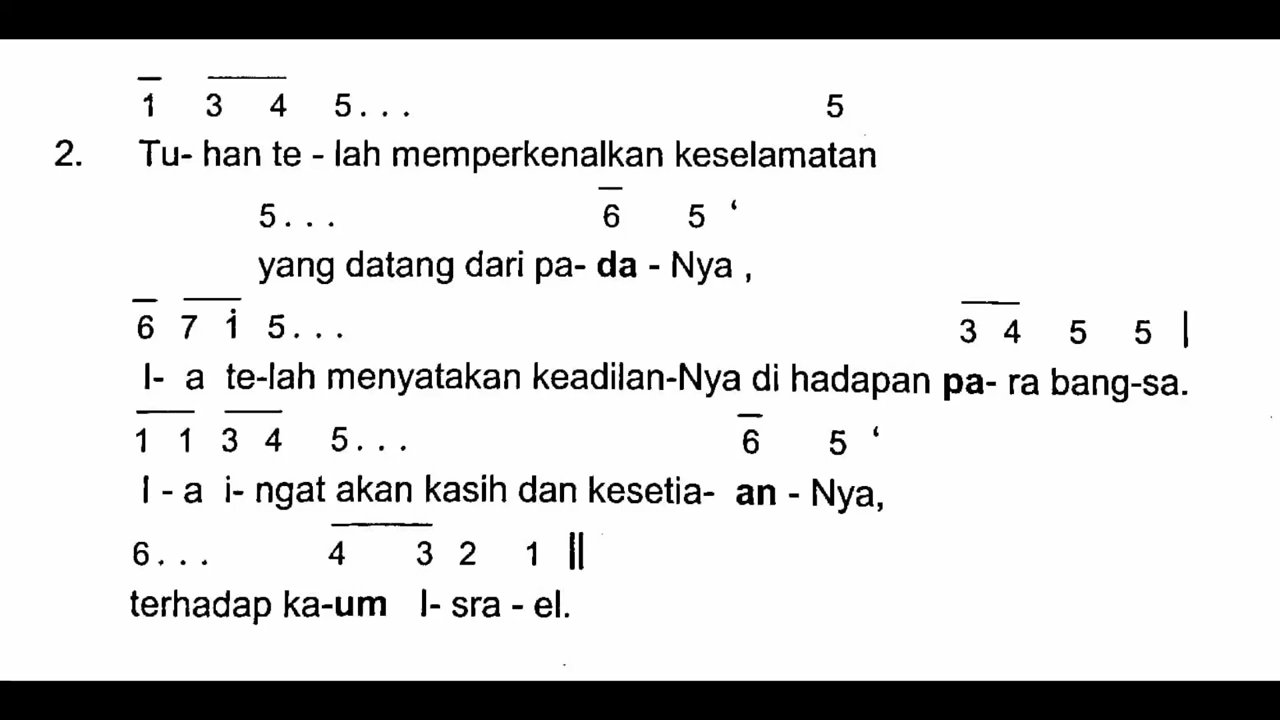 1 3 4 5... 5
2. Tu- han te - lah memperkenalkan keselamatan
5... 6 5 ‘
yang datang dari pa- da - Nya ,
6 7 i 5... 3 4 5 5 |
I- a te-lah menyatakan keadilan-Nya di hadapan pa- ra bang-sa.
1 1 3 4 5... 6 5 ‘
I - a i- ngat akan kasih dan kesetia- an - Nya,
6... 4 3 2 1 ||
terhadap ka-um I- sra - el.